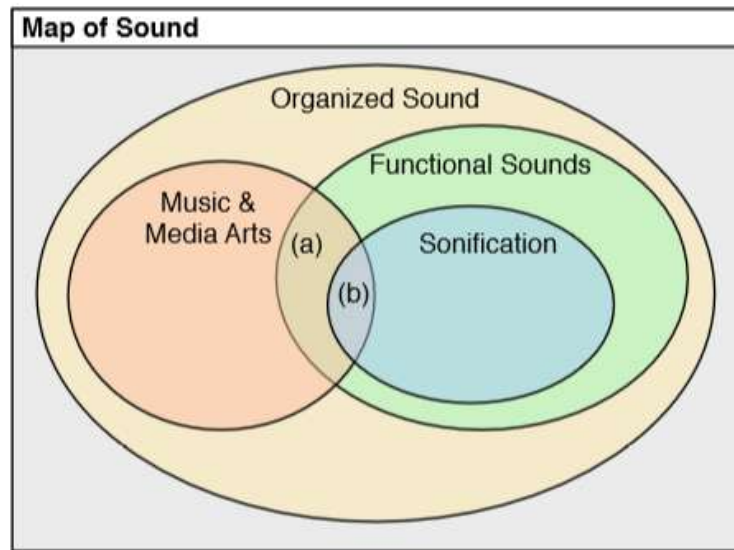 Map of Sound
Organized Sound
Functional Sounds
Music &
Media Arts
(a)
Sonification
(b)